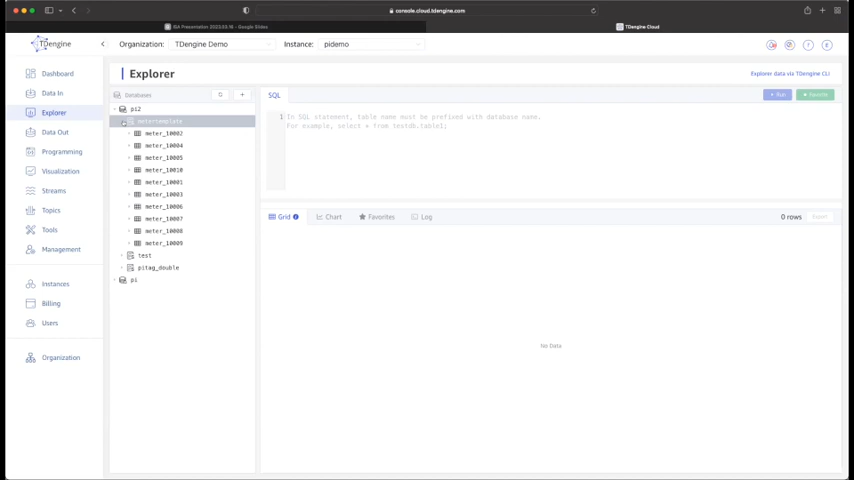 console.cloud.tdengine.com
IGA Presentation 2023.03.16 - Google Slides
TDengine Cloud
TDengine
Organization: TDengine Demo
Instance: pidemo
Dashboard
Data In
Explorer
Data Out
Programming
Visualization
Streams
Topics
Tools
Management
Instances
Billing
Users
Organization
Explorer
Explorer data via TDengine CLI
Databases
pi2
metertemplate
meter_10002
meter_10004
meter_10005
meter_10010
meter_10001
meter_10003
meter_10006
meter_10007
meter_10008
meter_10009
test
pitag_double
pi
SQL
Run
Favorite
1 In SQL statement, table name must be prefixed with database name.
For example, select * from testdb.table1;
Grid
Chart
Favorites
Log
0 rows
Export
No Data